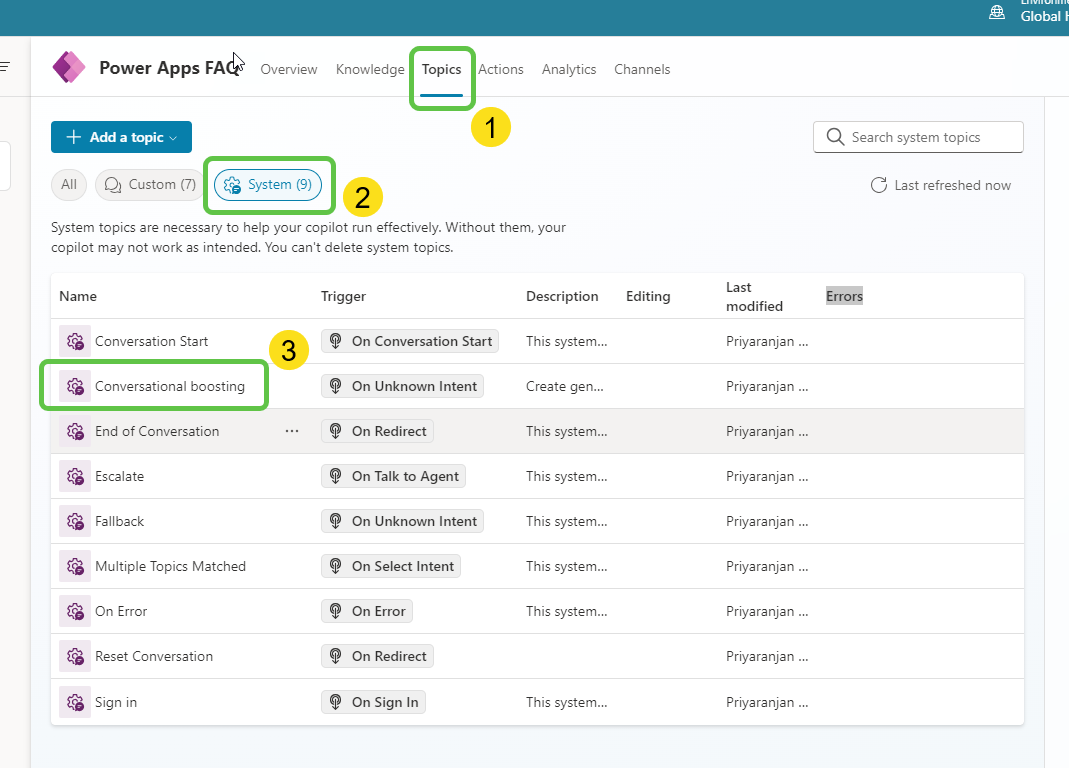 Global H
Power Apps FAQ
Overview Knowledge Topics Actions Analytics Channels
1
Add a topic
Search system topics
All Custom (7) System (9)
2
Last refreshed now
System topics are necessary to help your copilot run effectively. Without them, your
copilot may not work as intended. You can't delete system topics.
Name Trigger Description Editing Last modified Errors
3
Conversation Start On Conversation Start This system... Priyaranjan ...
Conversational boosting On Unknown Intent Create gen... Priyaranjan ...
End of Conversation ... On Redirect This system... Priyaranjan ...
Escalate On Talk to Agent This system... Priyaranjan ...
Fallback On Unknown Intent This system... Priyaranjan ...
Multiple Topics Matched On Select Intent This system... Priyaranjan ...
On Error On Error This system... Priyaranjan ...
Reset Conversation On Redirect Priyaranjan ...
Sign in On Sign In This system... Priyaranjan ...